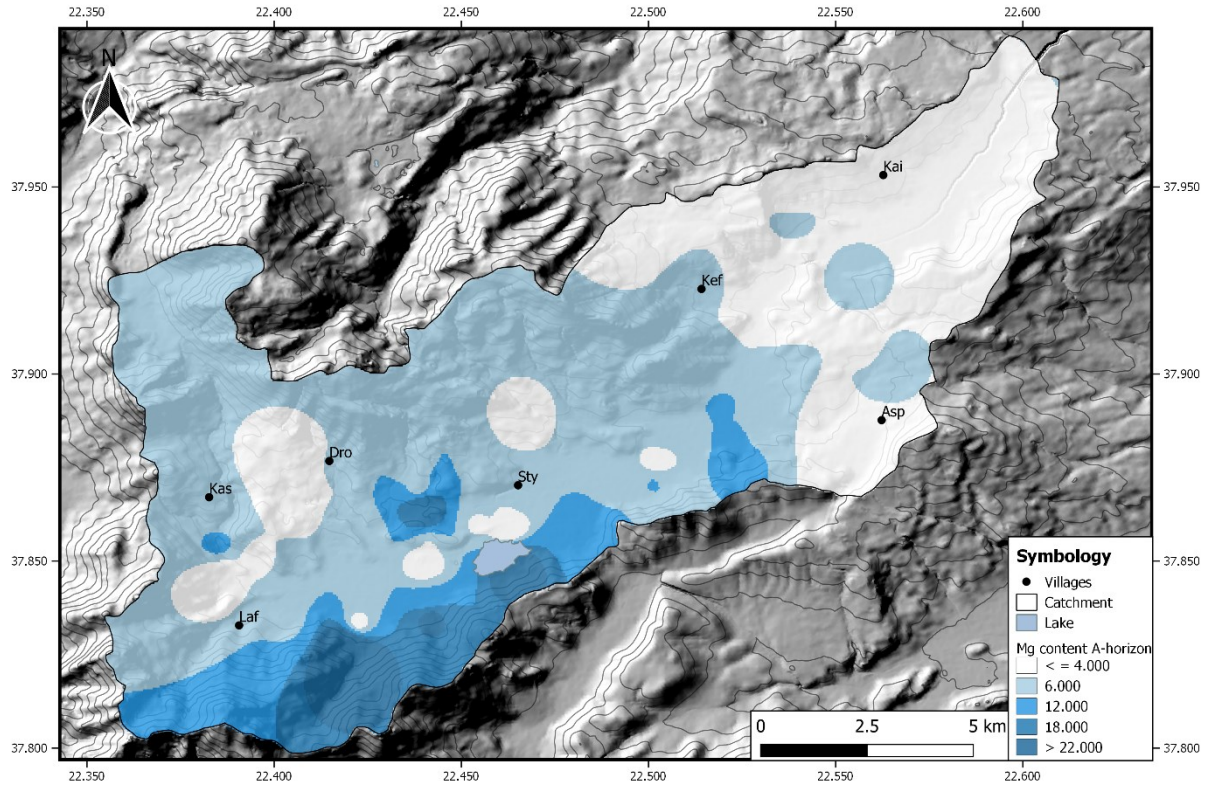 22.350 22.400 22.450 22.500 22.550 22.600
N
Kai
37.950 37.950
Kef
37.900 37.900
Asp
Dro
Sty
Kas
37.850 37.850
Laf
Symbology
Villages
Catchment
Lake
Mg content A-horizon
< = 4.000
6.000
12.000
18.000
> 22.000
0 2.5 5 km
37.800 37.800
22.350 22.400 22.450 22.500 22.550 22.600